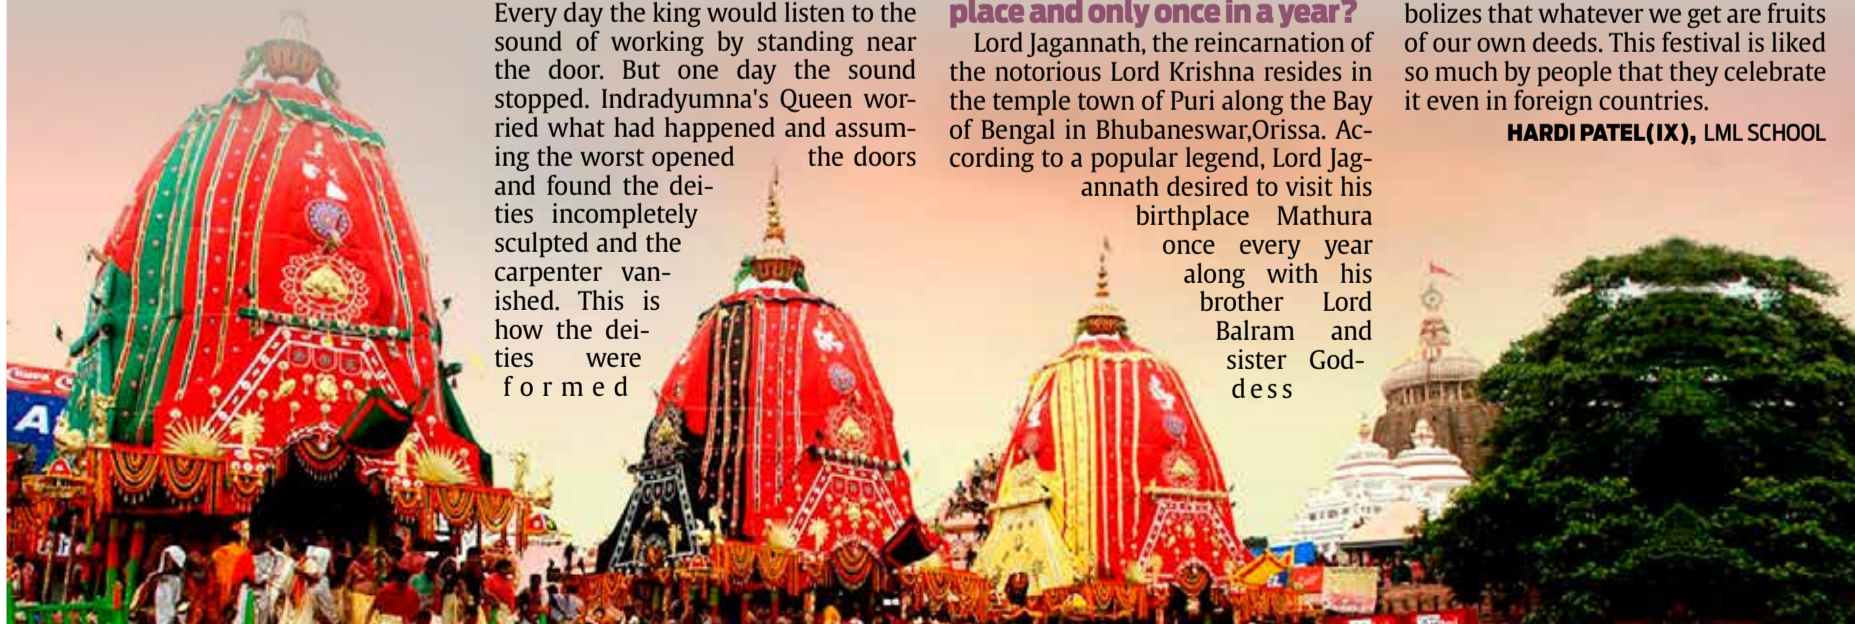 Every day the king would listen to the
sound of working by standing near
the door. But one day the sound
stopped. Indradyumna's Queen wor-
ried what had happened and assum-
ing the worst opened the doors
and found the dei-
ties incompletely
sculpted and the
carpenter van-
ished. This is
how the dei-
ties were
formed
place and only once in a year?
Lord Jagannath, the reincarnation of
the notorious Lord Krishna resides in
the temple town of Puri along the Bay
of Bengal in Bhubaneswar,Orissa. Ac-
cording to a popular legend, Lord Jag-
annath desired to visit his
birthplace Mathura
once every year
along with his
brother Lord
Balram and
sister God-
dess
bolizes that whatever we get are fruits
of our own deeds. This festival is liked
so much by people that they celebrate
it even in foreign countries.
HARDI PATEL(IX), LML SCHOOL
A